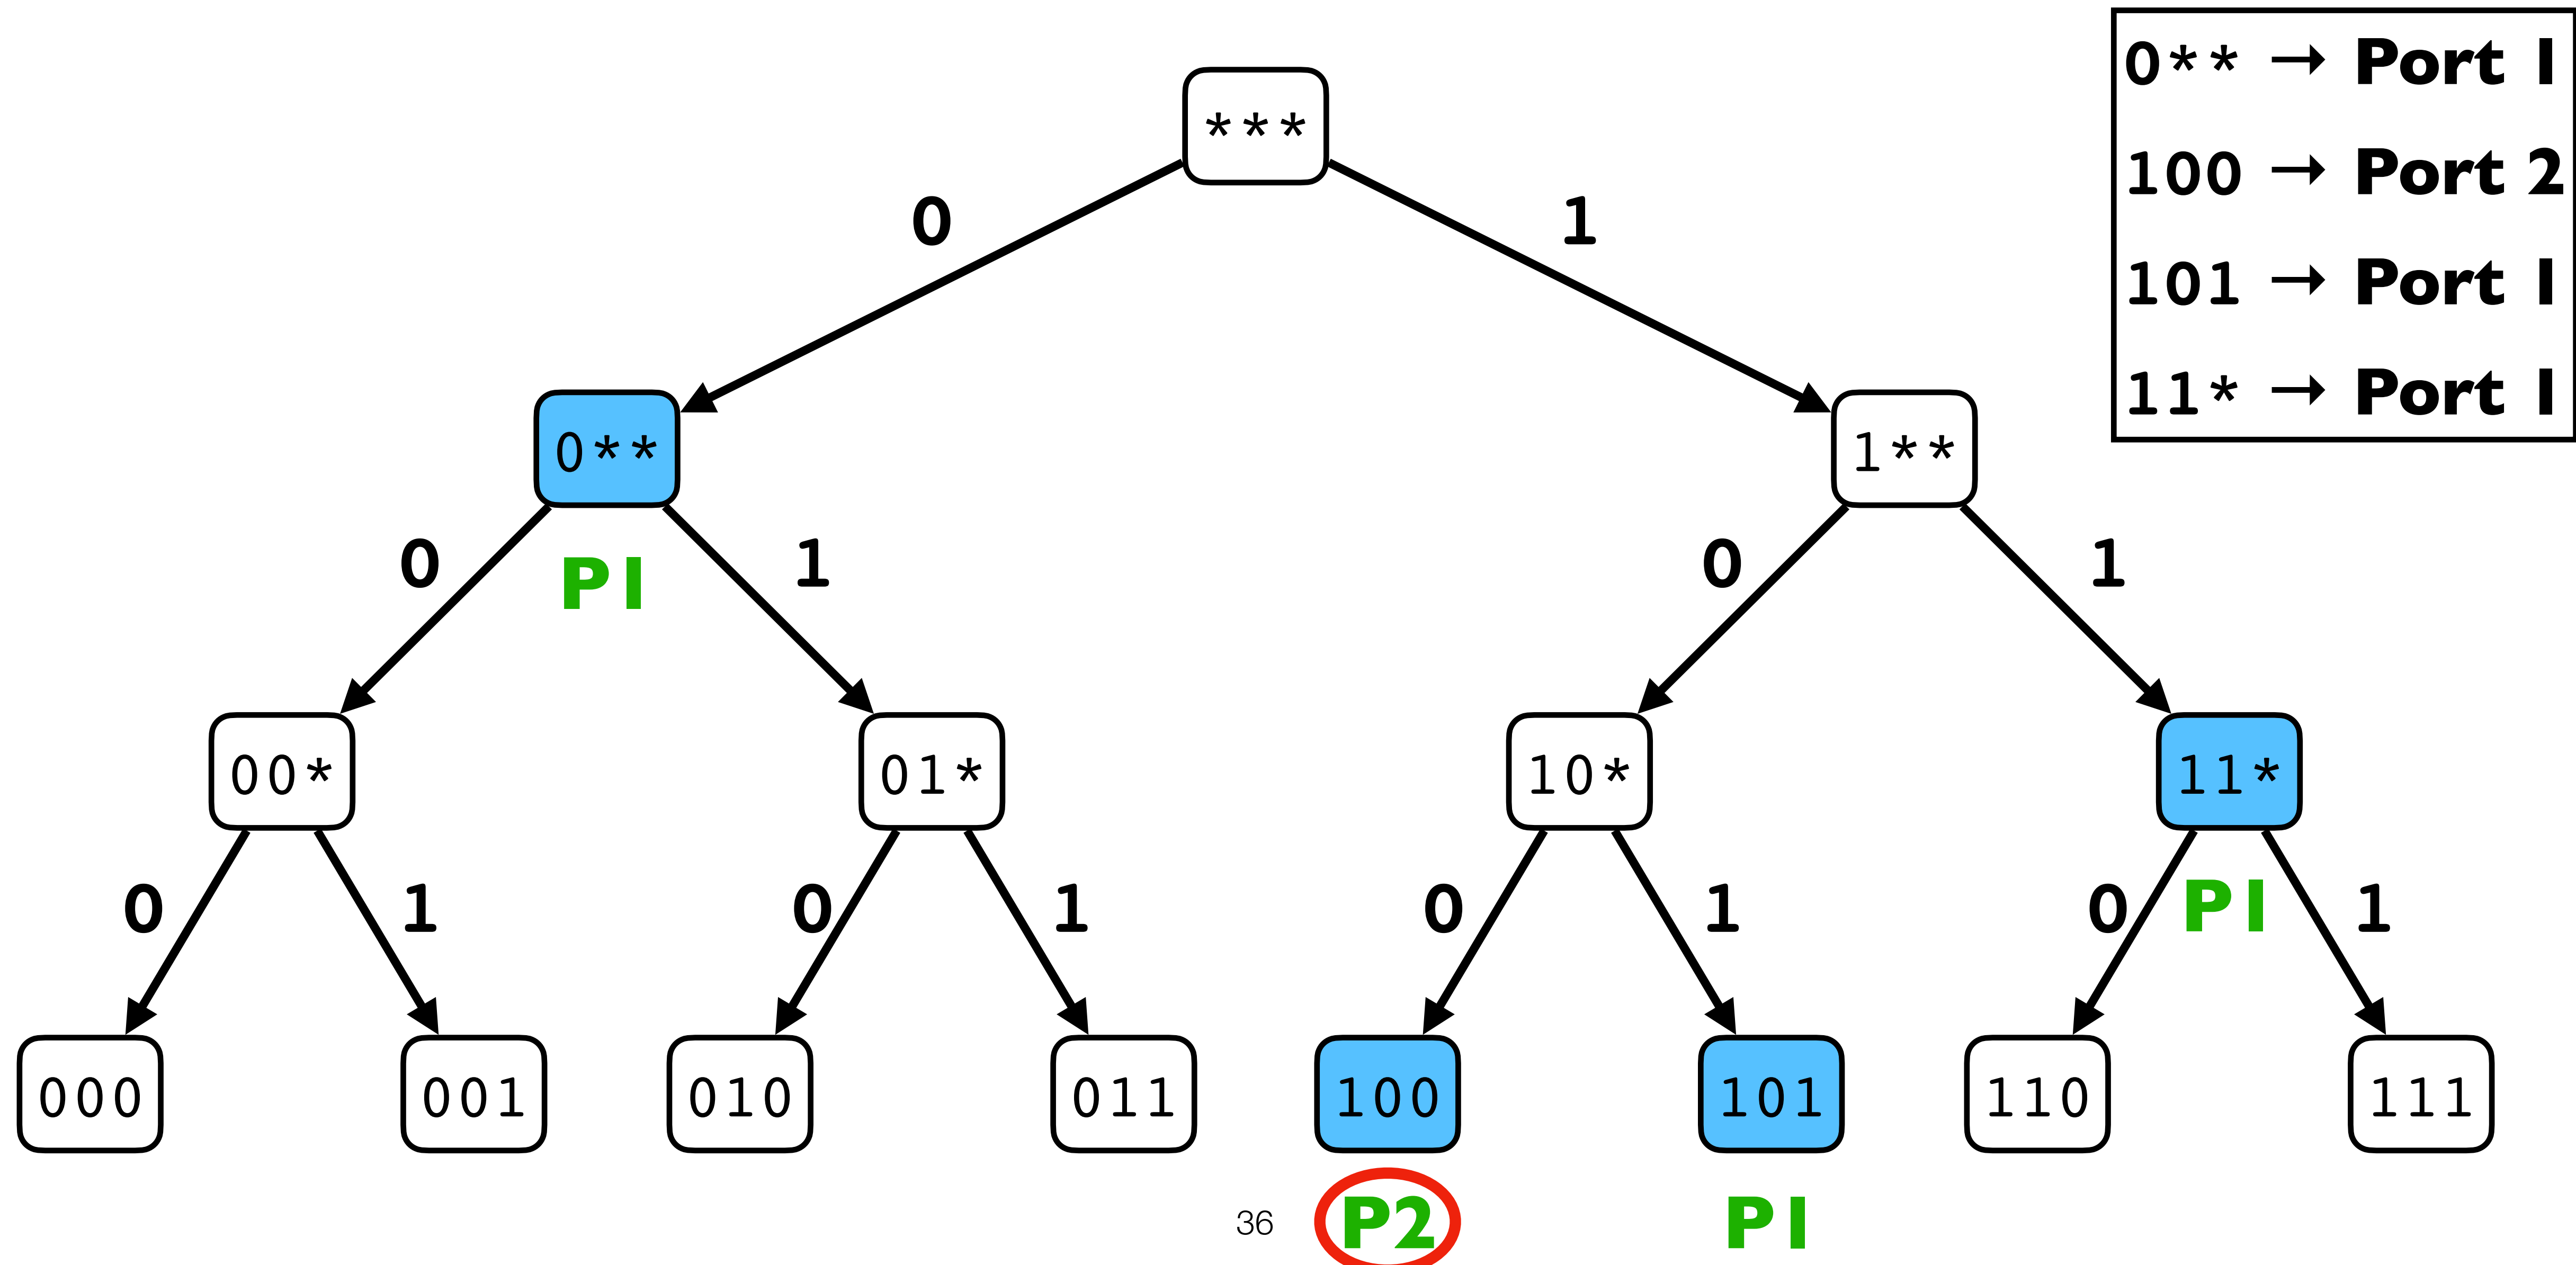 0** → Port 1
***
100 → Port 2
0 1
101 → Port 1
11* → Port 1
0** 1**
0 P1 1 0 1
00* 01* 10* 11*
0 1 0 1 0 1 0 P1 1
000 001 010 011 100 101 110 111
36 P2 P1